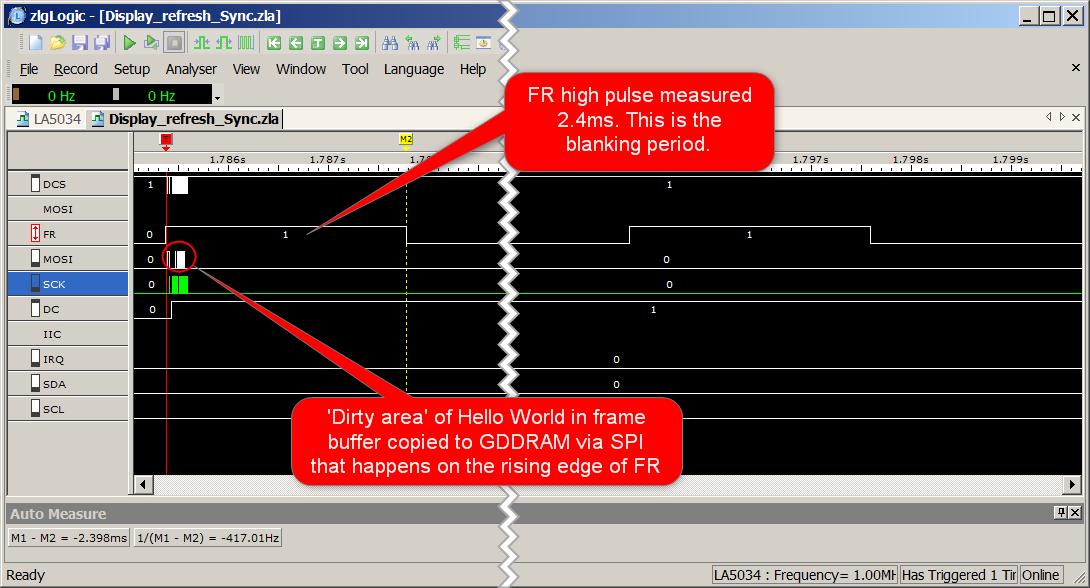 zlgLogic - [Display_refresh_Sync.zla]
File Record Setup Analyser View Window Tool Language Help
0 Hz 0 Hz
LA5034 Display_refresh_Sync.zla
FR high pulse measured
2.4ms. This is the
blanking period.
T M2
1.786s 1.787s 1.797s 1.798s 1.799s
DCS 1 1
MOSI
FR 0 1 1
MOSI 0 0
SCK 0 0
DC 0 1
IIC
IRQ 0
SDA 0
SCL
'Dirty area' of Hello World in frame
buffer copied to GDDRAM via SPI
that happens on the rising edge of FR
Auto Measure
M1 - M2 = -2.398ms 1/(M1 - M2) = -417.01Hz
Ready LA5034 : Frequency= 1.00MH Has Triggered 1 Tir Online